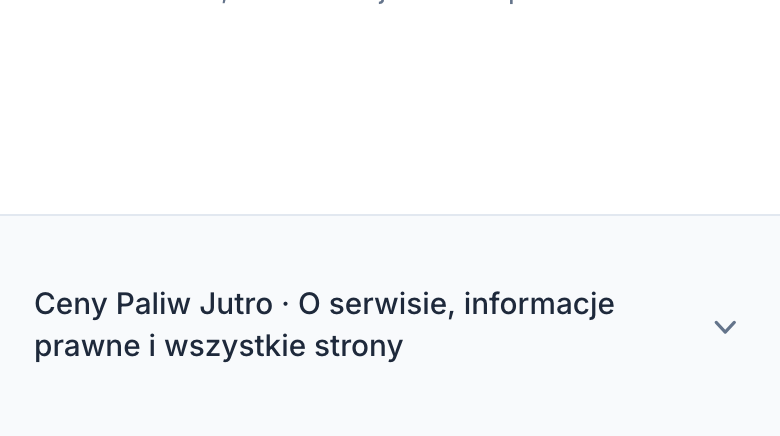 Ceny Paliw Jutro · O serwisie, informacje
prawne i wszystkie strony